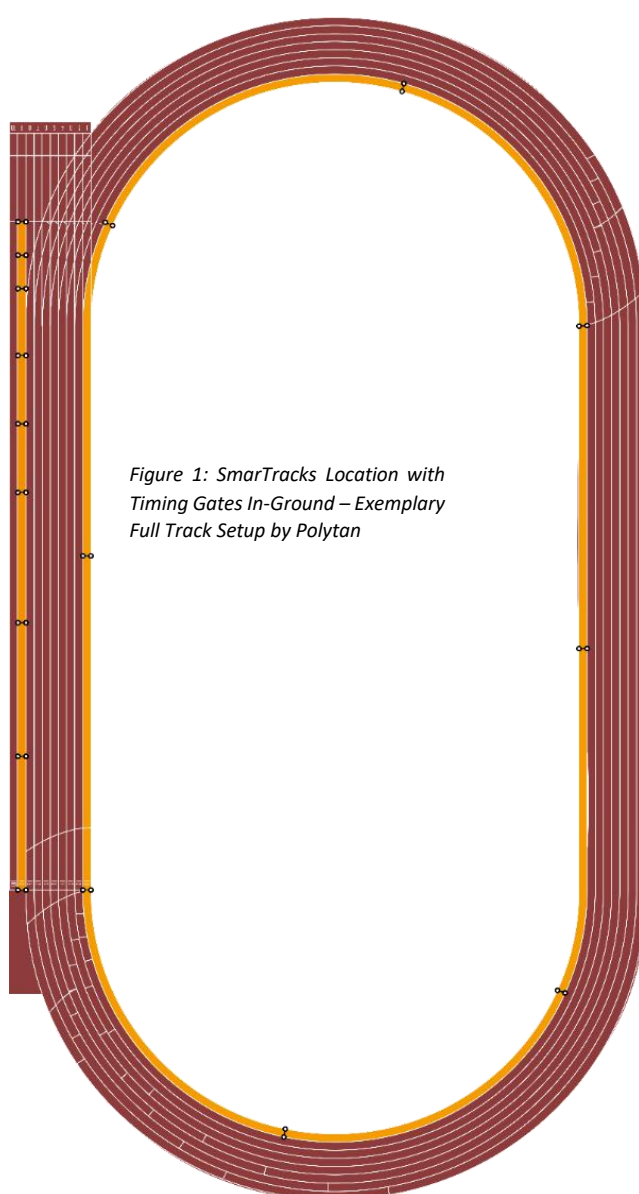 Figure 1: SmarTracks Location with
Timing Gates In-Ground – Exemplary
Full Track Setup by Polytan